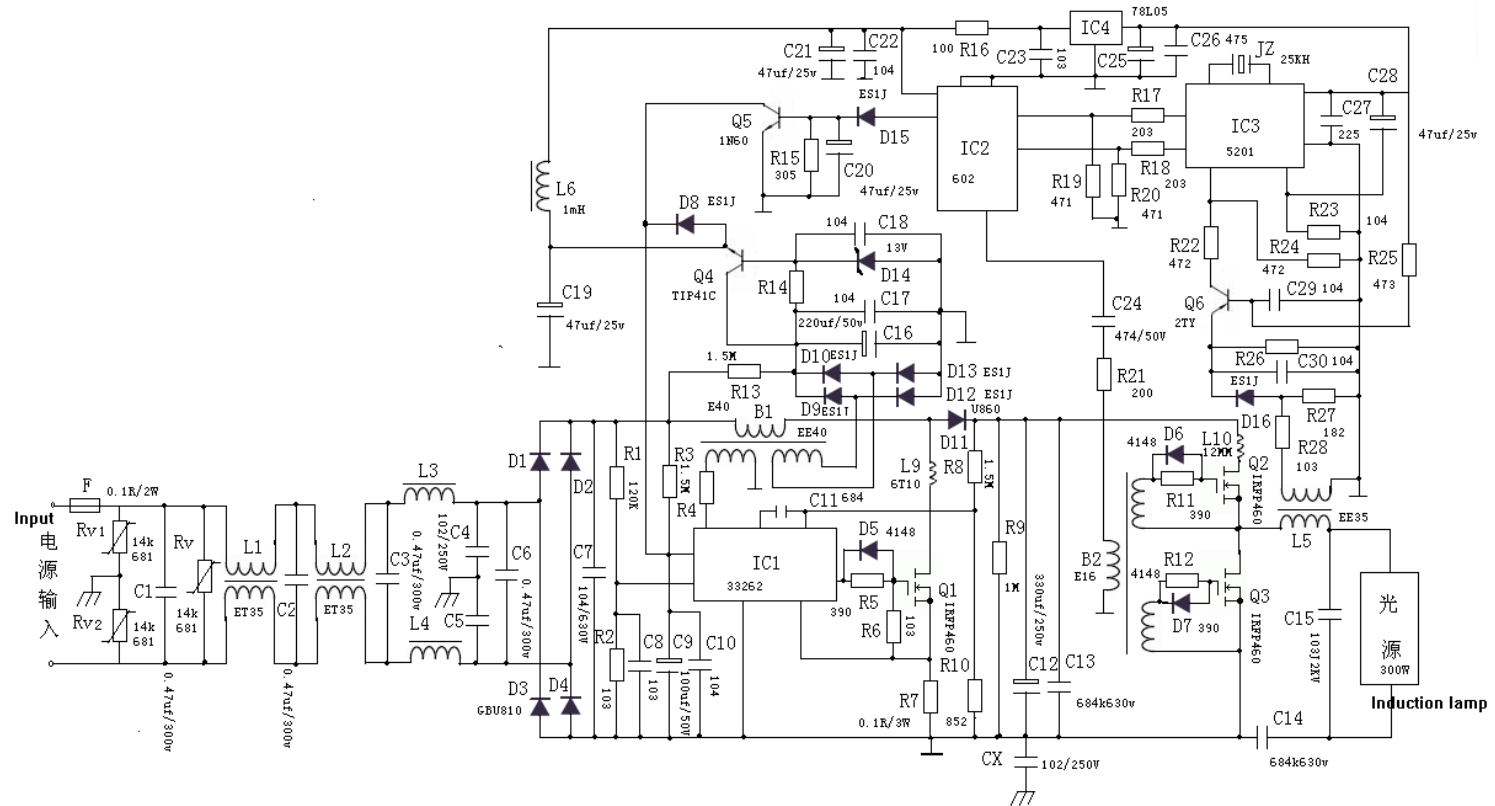 78L05
IC4
C21
47uf/25v
C22
104
100
R16
C23
103
C25
C26
475
JZ
25KH
C28
C27
225
47uf/25v
ES1J
D15
Q5
1N60
R15
305
C20
47uf/25v
IC2
602
R17
203
R18
203
IC3
5201
R19
471
R20
471
L6
1mH
D8
ES1J
104
C18
13V
D14
Q4
TIP41C
R14
104
C17
220uf/50v
C16
C19
47uf/25v
R22
472
R23
104
R24
472
R25
473
Q6
2TY
C29
104
C24
474/50V
R21
200
R26
C30
104
ES1J
D16
R27
182
R28
103
1.5M
R13
D10
ES1J
D13
ES1J
D9
ES1J
D12
ES1J
U860
D11
E40
B1
EE40
D1
D2
R1
120K
R3
1.5M
R4
C11
684
L9
6T10
R8
1.5M
D6
4148
R11
390
L10
12MM
Q2
IRFP460
EE35
L5
F
0.1R/2W
Input
电
源
输
入
Rv1
14k
681
Rv
14k
681
Rv2
14k
681
C1
0.47uf/300v
L1
ET35
C2
0.47uf/300v
L2
ET35
C3
0.47uf/300v
L3
102/250V
C4
C5
L4
C6
0.47uf/300v
C7
104/630V
IC1
33262
D5
4148
R5
390
R6
103
Q1
IRFP460
R9
1M
B2
E16
4148
R12
D7
390
Q3
IRFP460
C15
103J2KV
光
源
300W
Induction lamp
D3
D4
GBU810
R2
103
C8
103
C9
100uf/50V
C10
104
R7
0.1R/3W
R10
852
330uf/250v
C12
C13
684k630v
CX
102/250V
C14
684k630v